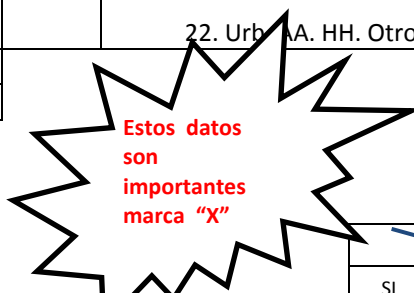 22. Urb. AA. HH. Otro
Estos datos
son
importantes
marca “X”
SI